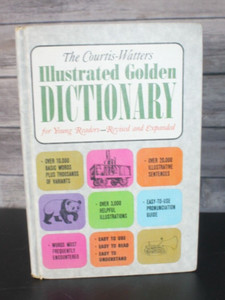 The Courtis-Watters
Illustrated Golden
DICTIONARY
for Young Readers—Revised and Expanded
• OVER 10,000
BASIC WORDS
PLUS THOUSANDS
OF VARIANTS
• OVER 20,000
ILLUSTRATIVE
SENTENCES
• OVER 3,000
HELPFUL
ILLUSTRATIONS
• EASY-TO-USE
PRONUNCIATION
GUIDE
• WORDS MOST
FREQUENTLY
ENCOUNTERED
• EASY TO USE
• EASY TO READ
• EASY TO
UNDERSTAND